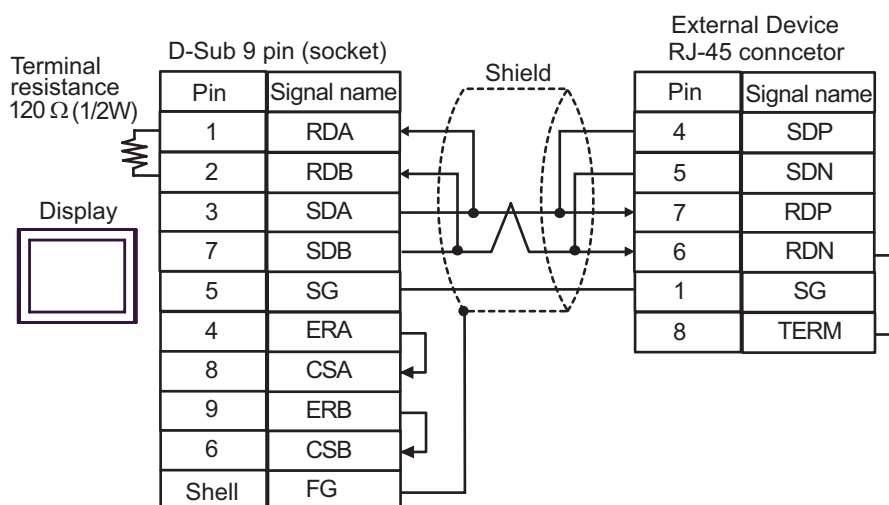 External Device
RJ-45 conncetor
D-Sub 9 pin (socket)
Terminal
resistance
120 Ω (1/2W)
Shield
Display
Pin Signal name
1 RDA
2 RDB
3 SDA
7 SDB
5 SG
4 ERA
8 CSA
9 ERB
6 CSB
Shell FG
Pin Signal name
4 SDP
5 SDN
7 RDP
6 RDN
1 SG
8 TERM